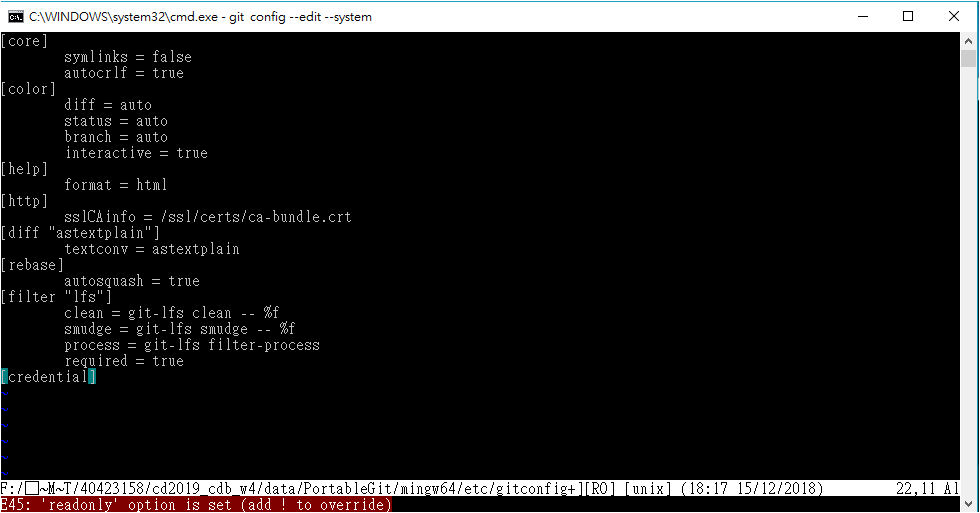 C:\WINDOWS\system32\cmd.exe - git config --edit --system
[core]
symlinks = false
autocrlf = true
[color]
diff = auto
status = auto
branch = auto
interactive = true
[help]
format = html
[http]
sslCAinfo = /ssl/certs/ca-bundle.crt
[diff "astextplain"]
textconv = astextplain
[rebase]
autosquash = true
[filter "lfs"]
clean = git-lfs clean -- %f
smudge = git-lfs smudge -- %f
process = git-lfs filter-process
required = true
[credential]
~
~
~
~
~
~
F:/□~M~T/40423158/cd2019_cdb_w4/data/PortableGit/mingw64/etc/gitconfig+][RO] [unix] (18:17 15/12/2018) 22,11 Al
E45: 'readonly' option is set (add ! to override)